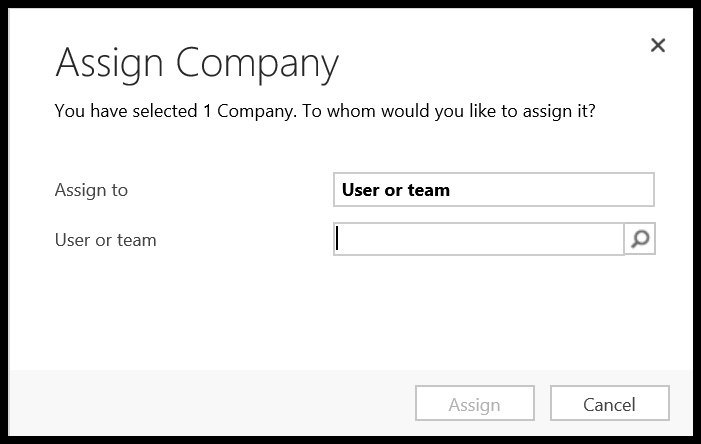 Assign Company
You have selected 1 Company. To whom would you like to assign it?
Assign to
User or team
User or team
Assign
Cancel